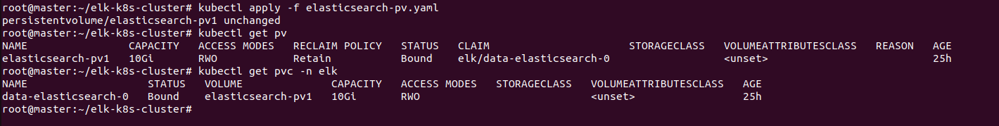 root@master:~/elk-k8s-cluster# kubectl apply -f elasticsearch-pv.yaml
persistentvolume/elasticsearch-pv1 unchanged
root@master:~/elk-k8s-cluster# kubectl get pv
NAME                CAPACITY   ACCESS MODES   RECLAIM POLICY   STATUS   CLAIM                      STORAGECLASS   VOLUMEATTRIBUTESCLASS   REASON   AGE
elasticsearch-pv1   10Gi       RWO            Retain           Bound    elk/data-elasticsearch-0                  <unset>                          25h
root@master:~/elk-k8s-cluster# kubectl get pvc -n elk
NAME                   STATUS   VOLUME              CAPACITY   ACCESS MODES   STORAGECLASS   VOLUMEATTRIBUTESCLASS   AGE
data-elasticsearch-0   Bound    elasticsearch-pv1   10Gi       RWO                           <unset>                 25h
root@master:~/elk-k8s-cluster#